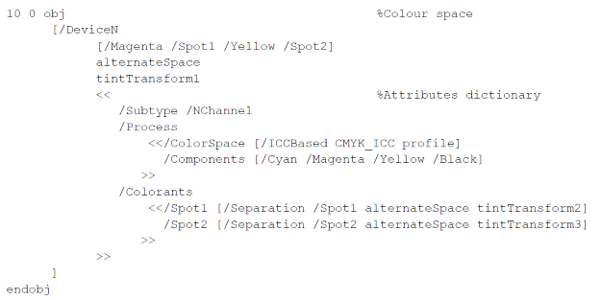 10 0 obj %Colour space
[/DeviceN
[/Magenta /Spot1 /Yellow /Spot2]
alternateSpace
tintTransform1
<< %Attributes dictionary
/Subtype /NChannel
/Process
<</ColorSpace [/ICCBased CMYK_ICC profile]
/Components [/Cyan /Magenta /Yellow /Black]
>>
/Colorants
<</Spot1 [/Separation /Spot1 alternateSpace tintTransform2]
/Spot2 [/Separation /Spot2 alternateSpace tintTransform3]
>>
>>
]
endobj